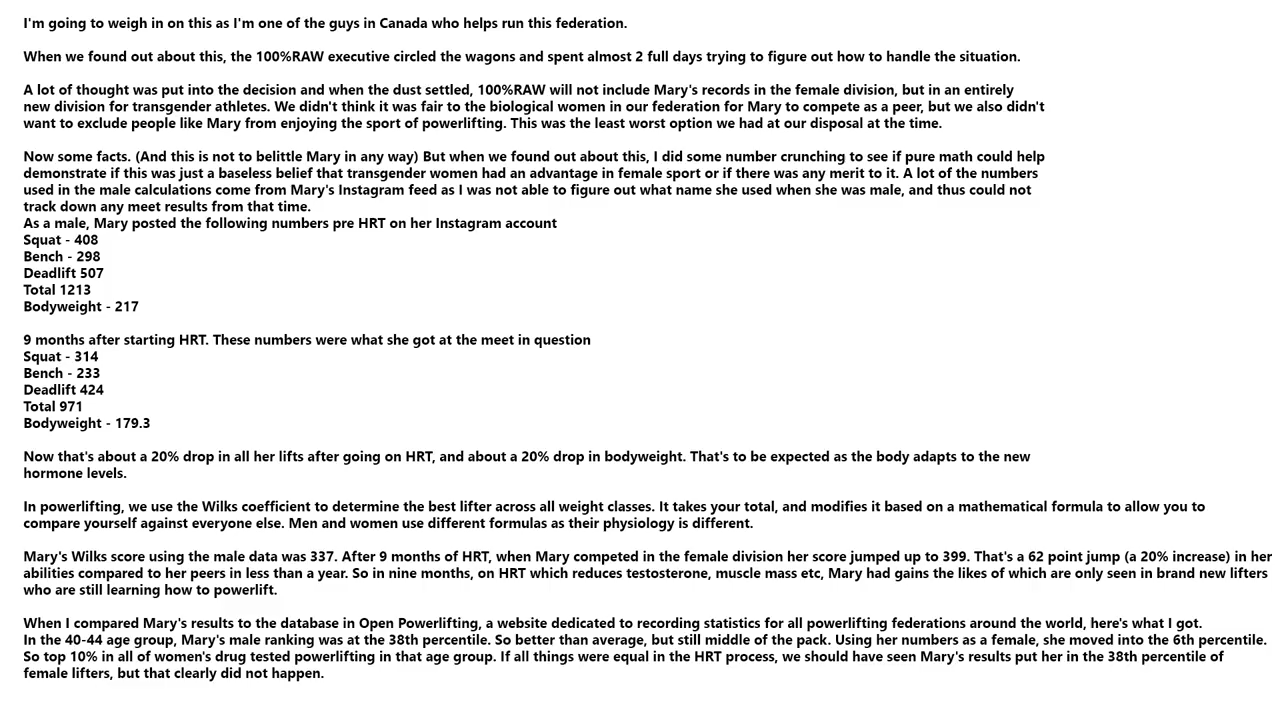 I'm going to weigh in on this as I'm one of the guys in Canada who helps run this federation.
When we found out about this, the 100%RAW executive circled the wagons and spent almost 2 full days trying to figure out how to handle the situation.
A lot of thought was put into the decision and when the dust settled, 100%RAW will not include Mary's records in the female division, but in an entirely
new division for transgender athletes. We didn't think it was fair to the biological women in our federation for Mary to compete as a peer, but we also didn't
want to exclude people like Mary from enjoying the sport of powerlifting. This was the least worst option we had at our disposal at the time.
Now some facts. (And this is not to belittle Mary in any way) But when we found out about this, I did some number crunching to see if pure math could help
demonstrate if this was just a baseless belief that transgender women had an advantage in female sport or if there was any merit to it. A lot of the numbers
used in the male calculations come from Mary's Instagram feed as I was not able to figure out what name she used when she was male, and thus could not
track down any meet results from that time.
As a male, Mary posted the following numbers pre HRT on her Instagram account
Squat - 408
Bench - 298
Deadlift 507
Total 1213
Bodyweight - 217
9 months after starting HRT. These numbers were what she got at the meet in question
Squat - 314
Bench - 233
Deadlift 424
Total 971
Bodyweight - 179.3
Now that's about a 20% drop in all her lifts after going on HRT, and about a 20% drop in bodyweight. That's to be expected as the body adapts to the new
hormone levels.
In powerlifting, we use the Wilks coefficient to determine the best lifter across all weight classes. It takes your total, and modifies it based on a mathematical formula to allow you to
compare yourself against everyone else. Men and women use different formulas as their physiology is different.
Mary's Wilks score using the male data was 337. After 9 months of HRT, when Mary competed in the female division her score jumped up to 399. That's a 62 point jump (a 20% increase) in her
abilities compared to her peers in less than a year. So in nine months, on HRT which reduces testosterone, muscle mass etc, Mary had gains the likes of which are only seen in brand new lifters
who are still learning how to powerlift.
When I compared Mary's results to the database in Open Powerlifting, a website dedicated to recording statistics for all powerlifting federations around the world, here's what I got.
In the 40-44 age group, Mary's male ranking was at the 38th percentile. So better than average, but still middle of the pack. Using her numbers as a female, she moved into the 6th percentile.
So top 10% in all of women's drug tested powerlifting in that age group. If all things were equal in the HRT process, we should have seen Mary's results put her in the 38th percentile of
female lifters, but that clearly did not happen.